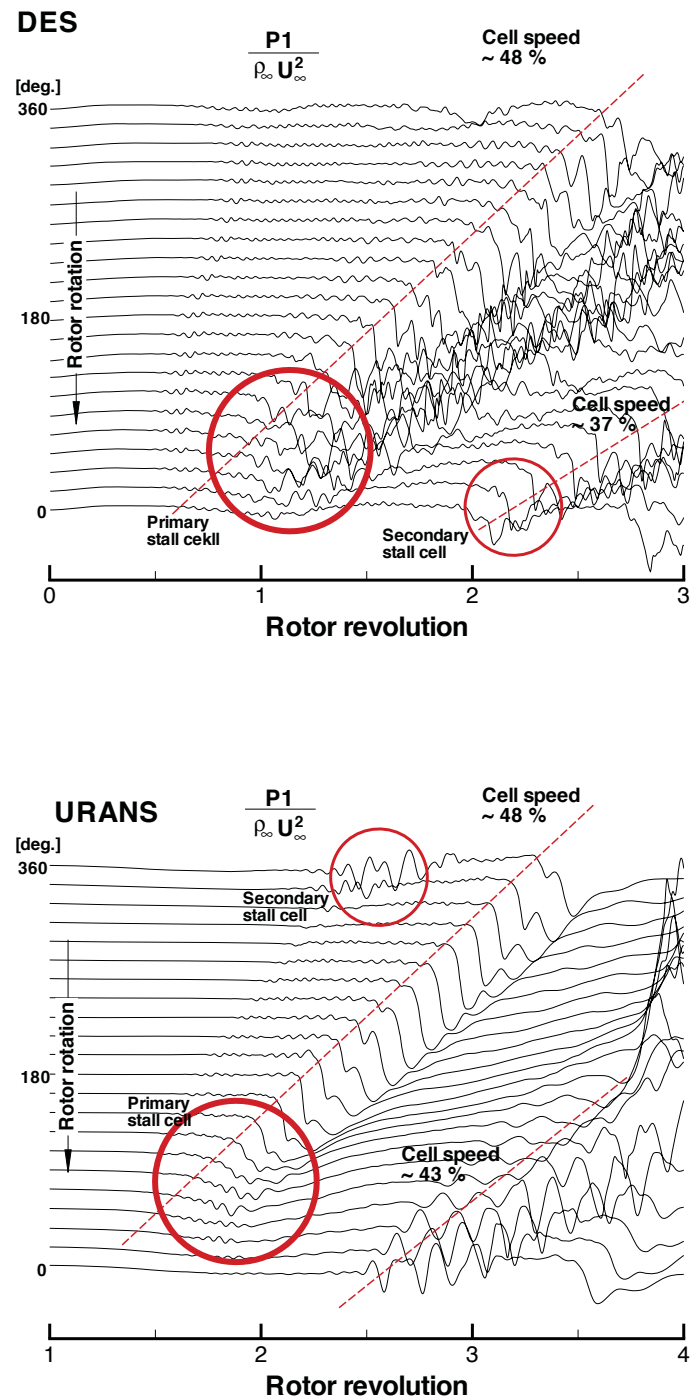 DES
P1
ρ∞ U∞²
Cell speed
~ 48 %
[deg.]
360
180
0
Rotor rotation
Cell speed
~ 37 %
Primary
stall cekll
Secondary
stall cell
0 1 2 3
Rotor revolution
URANS
P1
ρ∞ U∞²
Cell speed
~ 48 %
[deg.]
360
Secondary
stall cell
180
Rotor rotation
Primary
stall cell
Cell speed
~ 43 %
0
1 2 3 4
Rotor revolution